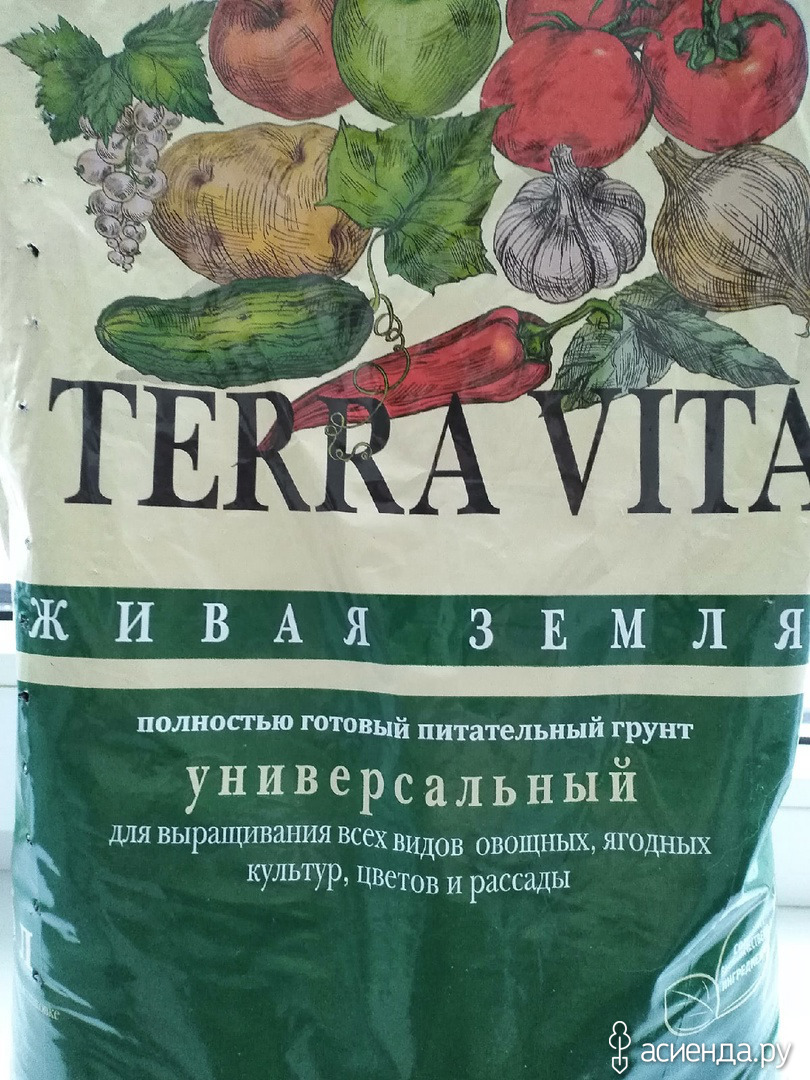 TERRA VITA
ЖИВАЯ ЗЕМЛЯ
полностью готовый питательный грунт
универсальный
для выращивания всех видов овощных, ягодных
культур, цветов и рассады
л
асиенда.ру